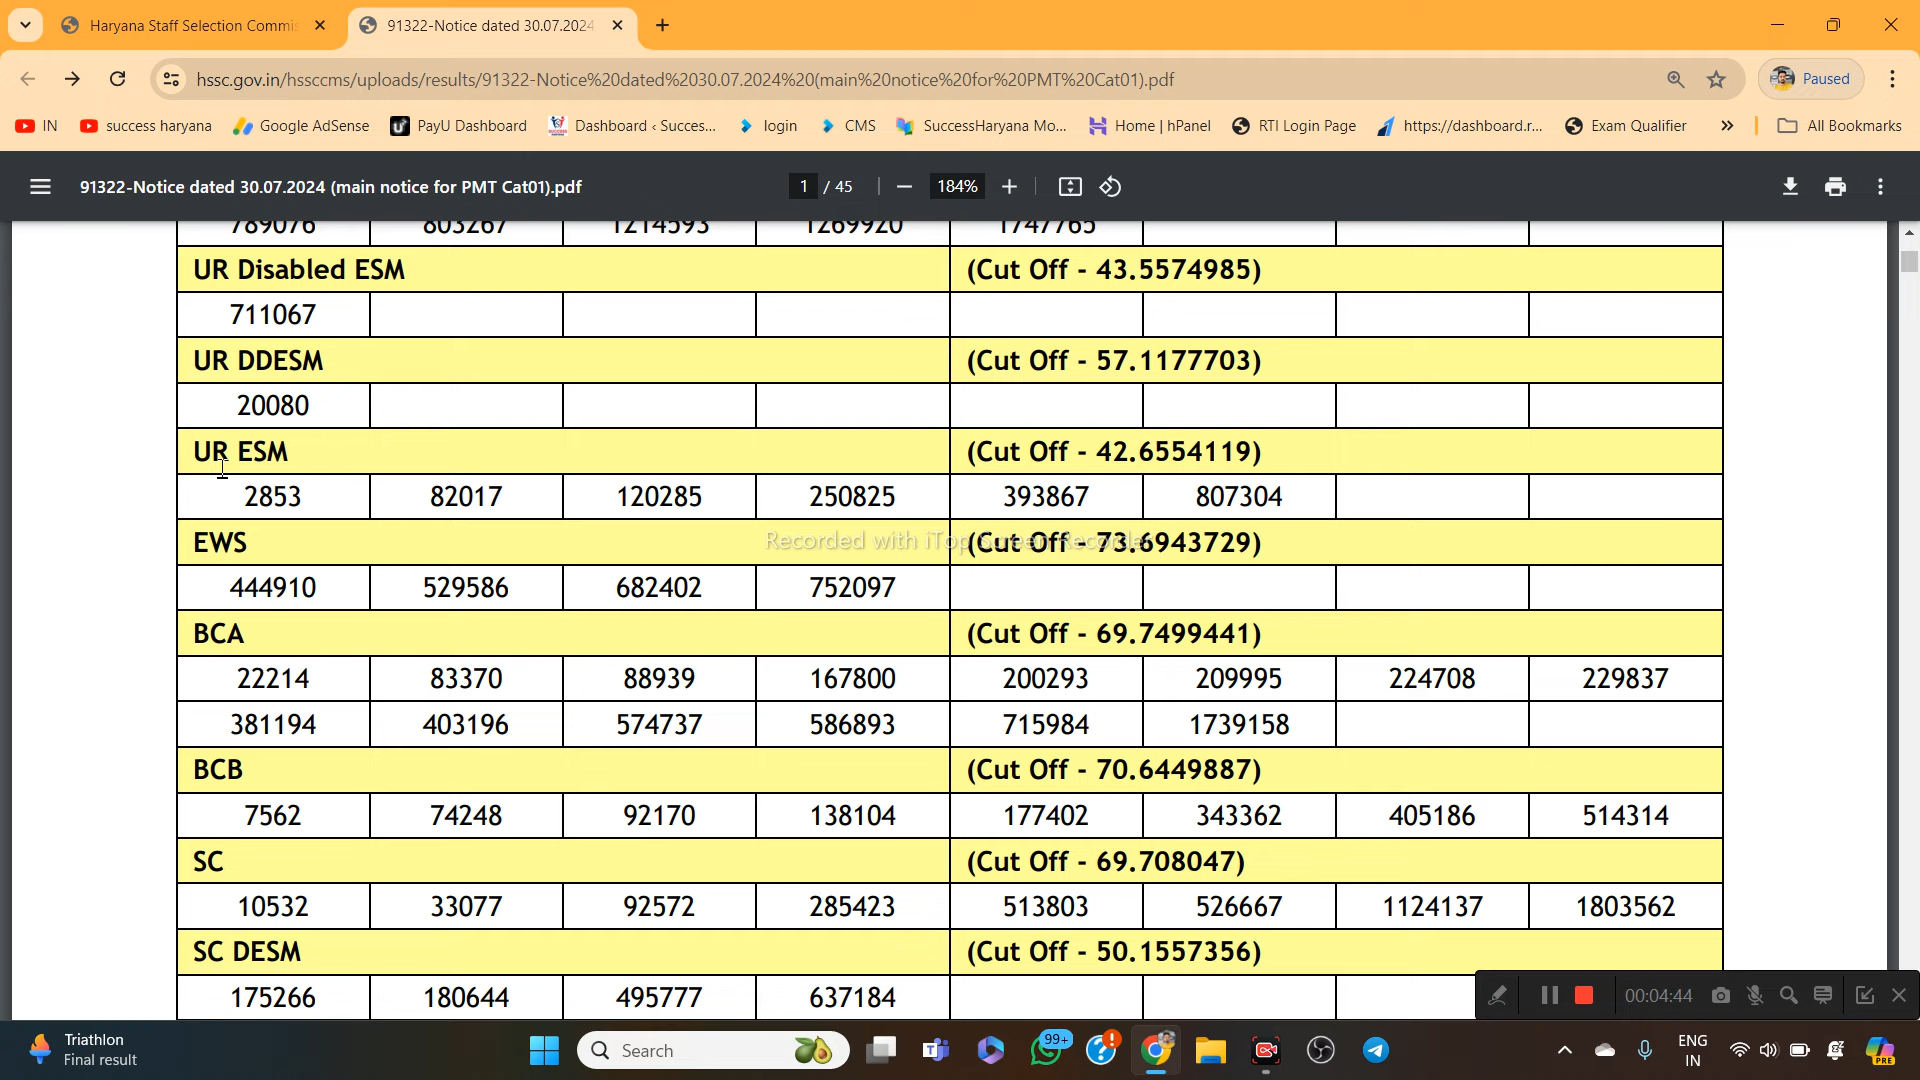 Haryana Staff Selection Commis
91322-Notice dated 30.07.2024
hssc.gov.in/hssccms/uploads/results/91322-Notice%20dated%2030.07.2024%20(main%20notice%20for%20PMT%20Cat01).pdf
Paused
IN success haryana Google AdSense PayU Dashboard Dashboard ‹ Succes... login CMS SuccessHaryana Mo... Home | hPanel RTI Login Page https://dashboard.r... Exam Qualifier » All Bookmarks
91322-Notice dated 30.07.2024 (main notice for PMT Cat01).pdf 1 / 45 184%
789076 803267 1214593 1269920 1747765
UR Disabled ESM (Cut Off - 43.5574985)
711067
UR DDESM (Cut Off - 57.1177703)
20080
UR ESM (Cut Off - 42.6554119)
2853 82017 120285 250825 393867 807304
EWS (Cut Off - 73.6943729)
Recorded with iTop Screen Recorder
444910 529586 682402 752097
BCA (Cut Off - 69.7499441)
22214 83370 88939 167800 200293 209995 224708 229837
381194 403196 574737 586893 715984 1739158
BCB (Cut Off - 70.6449887)
7562 74248 92170 138104 177402 343362 405186 514314
SC (Cut Off - 69.708047)
10532 33077 92572 285423 513803 526667 1124137 1803562
SC DESM (Cut Off - 50.1557356)
175266 180644 495777 637184
00:04:44
Triathlon
Final result
Search
99+
ENG
IN
PRE